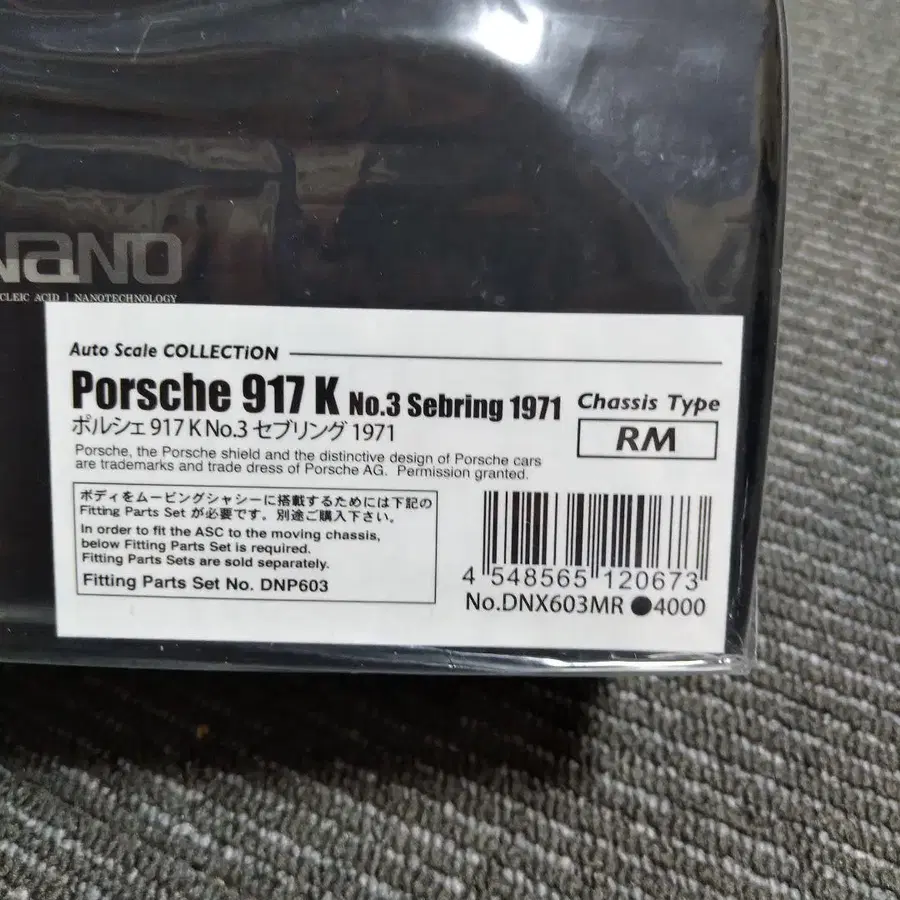 NaNO
CLEIC ACID | NANOTECHNOLOGY
Auto Scale COLLECTiON
Porsche 917 K No.3 Sebring 1971
ポルシェ 917 K No.3 セブリング 1971
Chassis Type
RM
Porsche, the Porsche shield and the distinctive design of Porsche cars
are trademarks and trade dress of Porsche AG. Permission granted.
ボディをムービングシャシーに搭載するためには下記の
Fitting Parts Set が必要です。別途ご購入下さい。
In order to fit the ASC to the moving chassis,
below Fitting Parts Set is required.
Fitting Parts Sets are sold separately.
Fitting Parts Set No. DNP603
4 548565 120673
No.DNX603MR ●4000